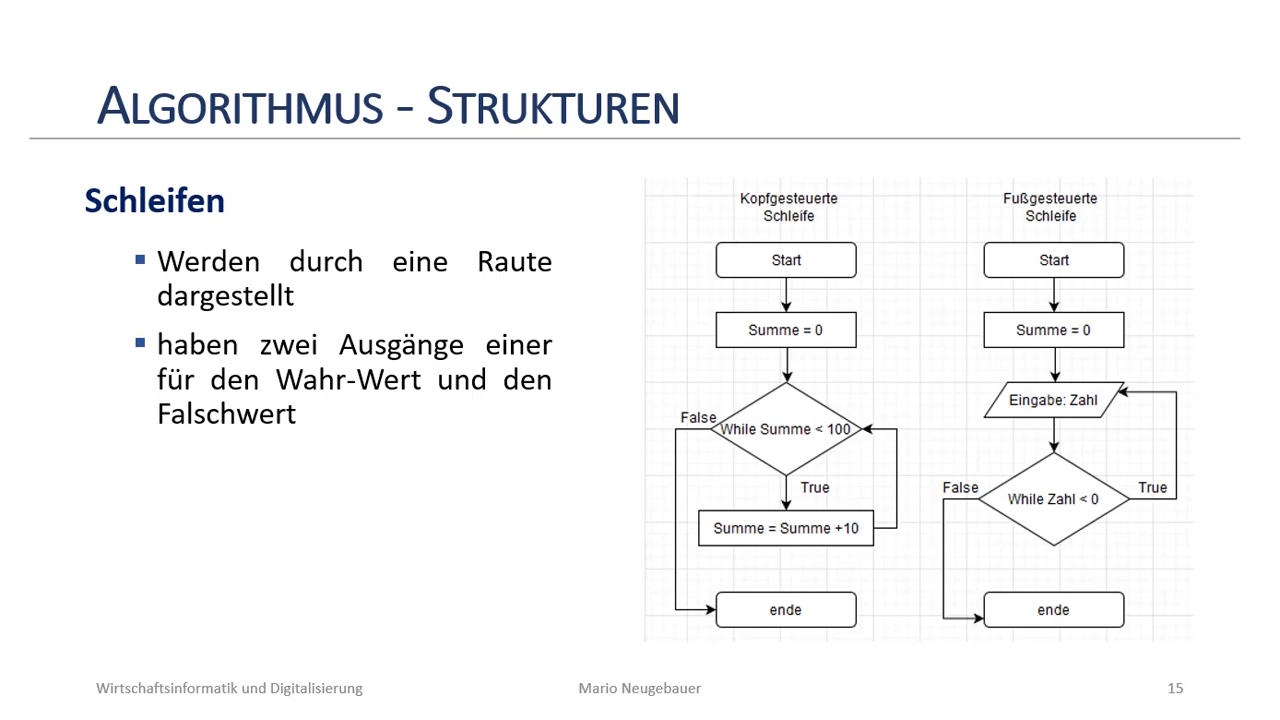 ALGORITHMUS - STRUKTUREN
Schleifen
Werden durch eine Raute
dargestellt
haben zwei Ausgänge einer
für den Wahr-Wert und den
Falschwert
Kopfgesteuerte
Schleife
Start
Summe = 0
While Summe < 100
False
True
Summe = Summe +10
ende
Fußgesteuerte
Schleife
Start
Summe = 0
Eingabe: Zahl
While Zahl < 0
False
True
ende
Wirtschaftsinformatik und Digitalisierung
Mario Neugebauer
15